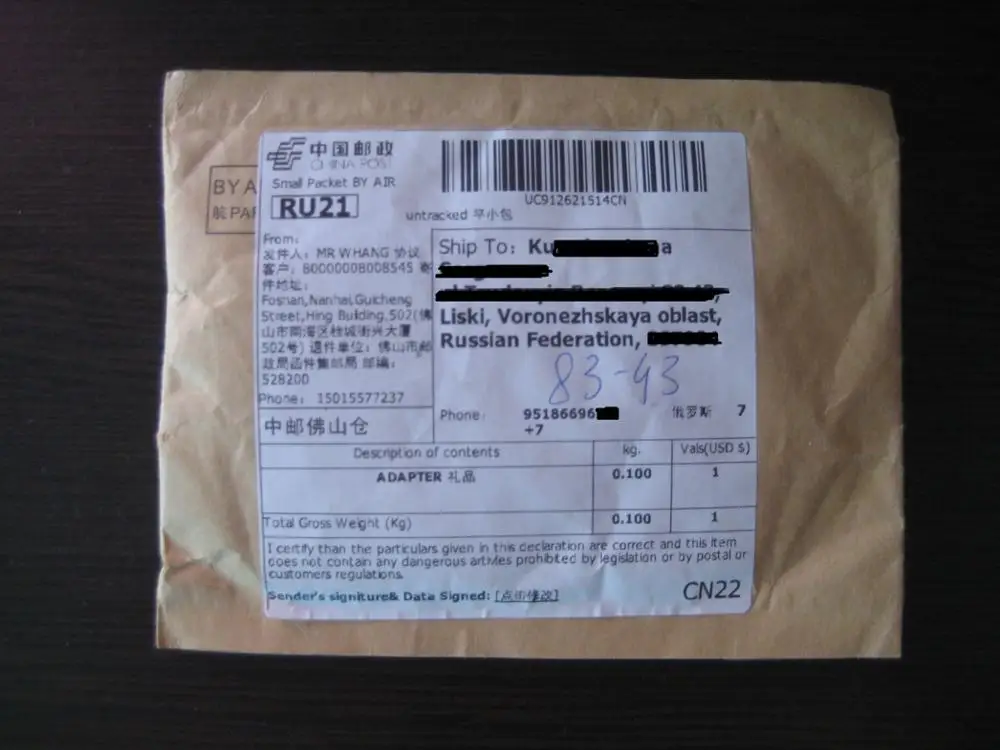 中国邮政
CHINA POST
Small Packet BY AIR
RU21
UC912621514CN
untracked 平小包
BY A
航 PAR
From:
发件人: MR WHANG 协议
客户: 80000008008545 寄
件地址:
Foshan,Nanhai,Guicheng
Street,Hing Building,502(佛
山市南海区桂城街兴大厦
502号) 退件单位: 佛山市邮
政局函件集邮局 邮编:
528200
Phone: 15015577237
中邮佛山仓
Ship To: Ku a
Liski, Voronezhskaya oblast,
Russian Federation,
83-43
Phone: 95186696 俄罗斯 7
+7
Description of contents kg. Vals(USD $)
ADAPTER 礼品 0.100 1
Total Gross Weight (Kg) 0.100 1
I certify than the particulars given in this declaration are correct and this item
does not contain any dangerous artvles prohibited by legislation or by postal or
customers regulations.
Sender's signiture& Data Signed: [点击修改]
CN22